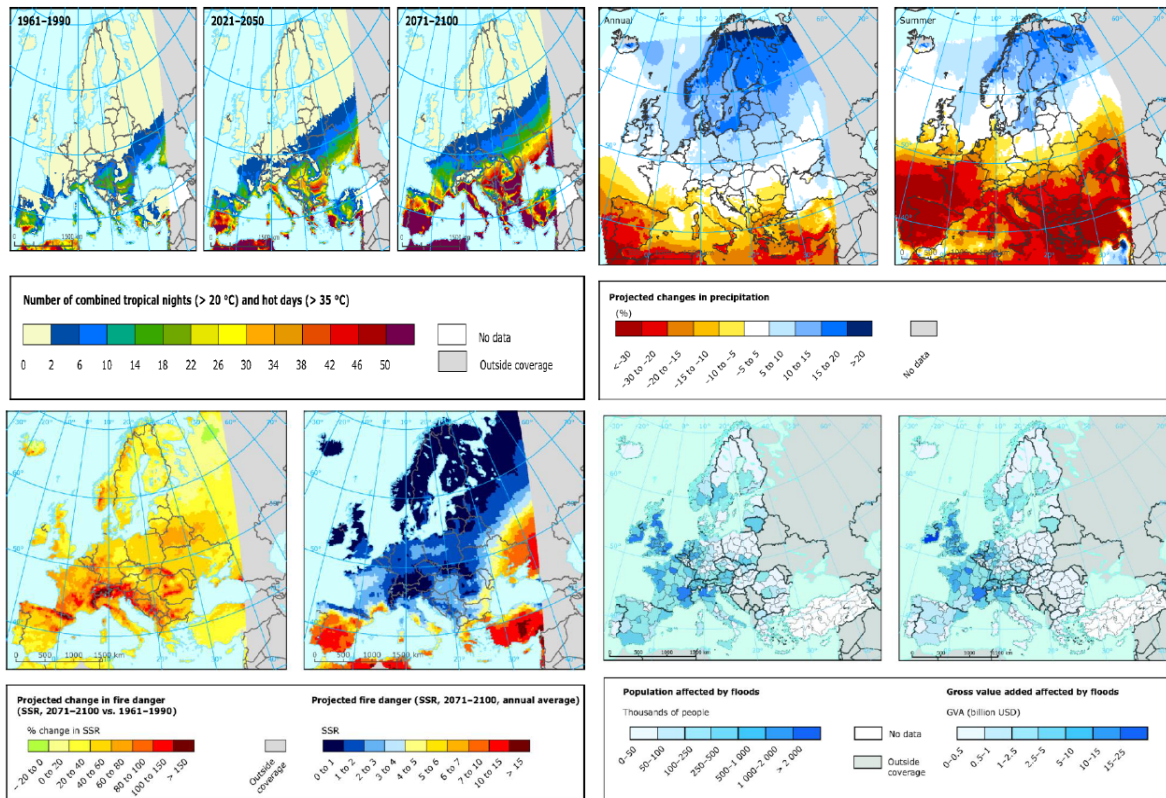 1961–1990
2021–2050
2071–2100
Annual
Summer
Number of combined tropical nights (> 20 °C) and hot days (> 35 °C)
0 2 6 10 14 18 22 26 30 34 38 42 46 50
No data
Outside coverage
Projected changes in precipitation
(%)
<–30
–30 to –20
–20 to –15
–15 to –10
–10 to –5
–5 to 5
5 to 10
10 to 15
15 to 20
>20
No data
0 500 1000 1500 km
Projected change in fire danger
(SSR, 2071–2100 vs. 1961–1990)
% change in SSR
– 20 to 0
0 to 20
20 to 40
40 to 60
60 to 80
80 to 100
100 to 150
> 150
Outside
coverage
Projected fire danger (SSR, 2071–2100, annual average)
SSR
0 to 1
1 to 2
2 to 3
3 to 4
4 to 5
5 to 6
6 to 7
7 to 10
10 to 15
> 15
Population affected by floods
Thousands of people
0–50
50–100
100–250
250–500
500–1 000
1 000–2 000
> 2 000
No data
Outside
coverage
Gross value added affected by floods
GVA (billion USD)
0–0.5
0.5–1
1–2.5
2.5–5
5–10
10–15
15–25